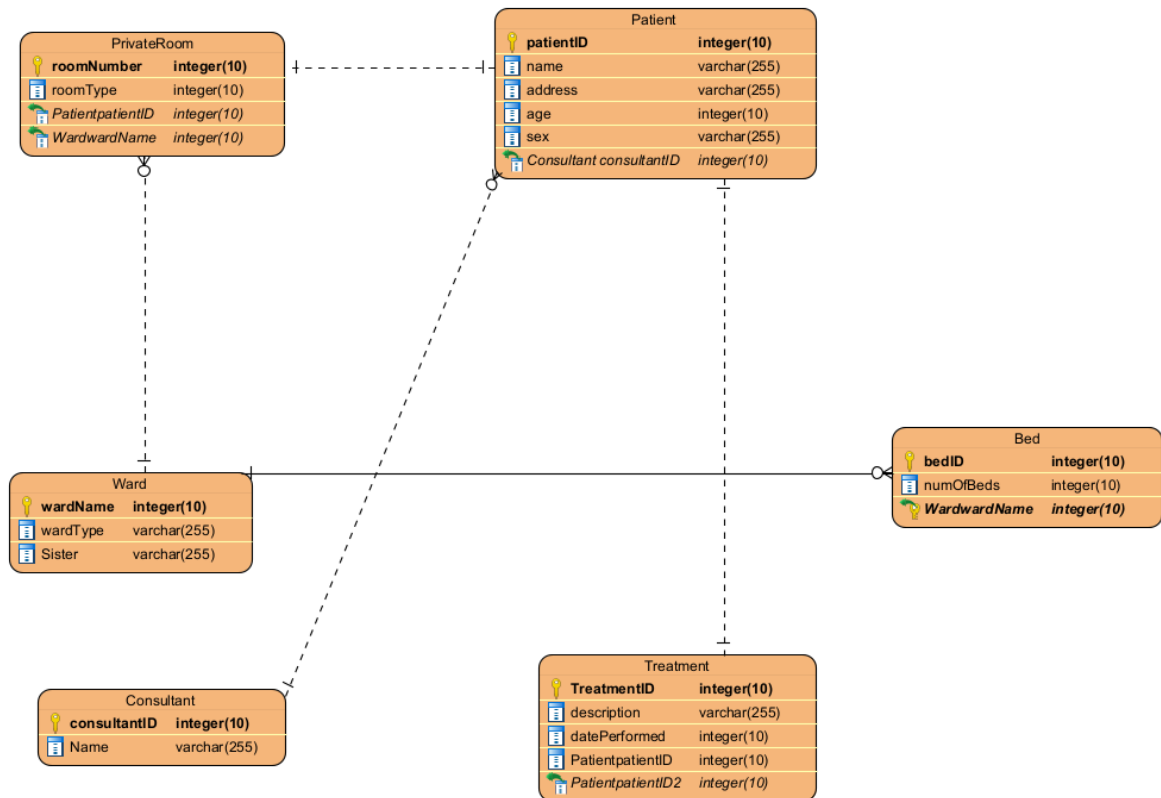 PrivateRoom
roomNumber integer(10)
roomType integer(10)
PatientpatientID integer(10)
WardwardName integer(10)
Patient
patientID integer(10)
name varchar(255)
address varchar(255)
age integer(10)
sex varchar(255)
Consultant consultantID integer(10)
Ward
wardName integer(10)
wardType varchar(255)
Sister varchar(255)
Bed
bedID integer(10)
numOfBeds integer(10)
WardwardName integer(10)
Consultant
consultantID integer(10)
Name varchar(255)
Treatment
TreatmentID integer(10)
description varchar(255)
datePerformed integer(10)
PatientpatientID integer(10)
PatientpatientID2 integer(10)